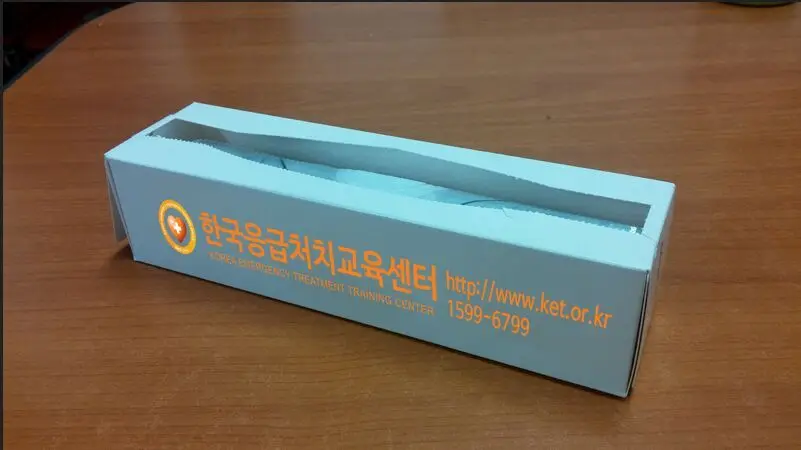 한국응급처치교육센터
KOREA EMERGENCY TREATMENT TRAINING CENTER
http://www.ket.or.kr
1599-6799